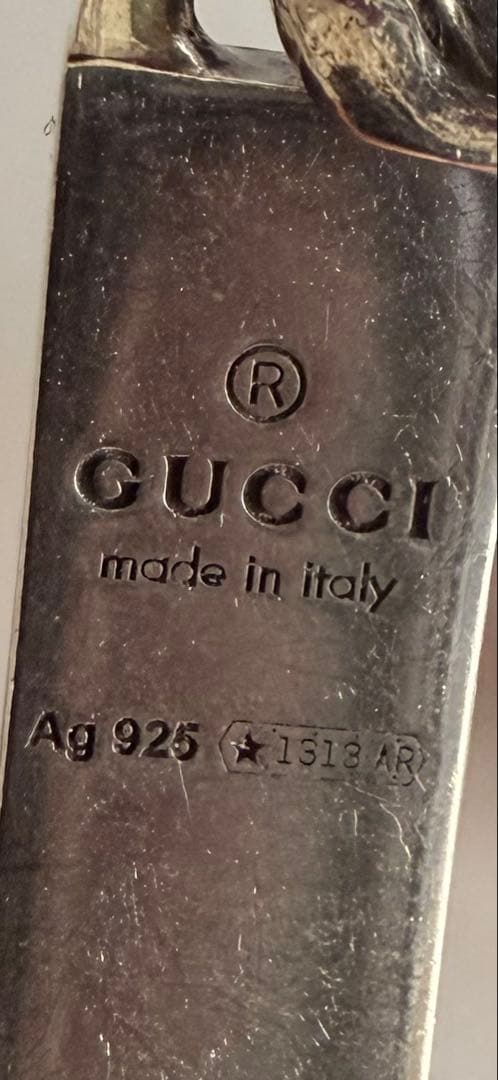 ®
GUCCI
made in italy
Ag 925 ★1313 AR